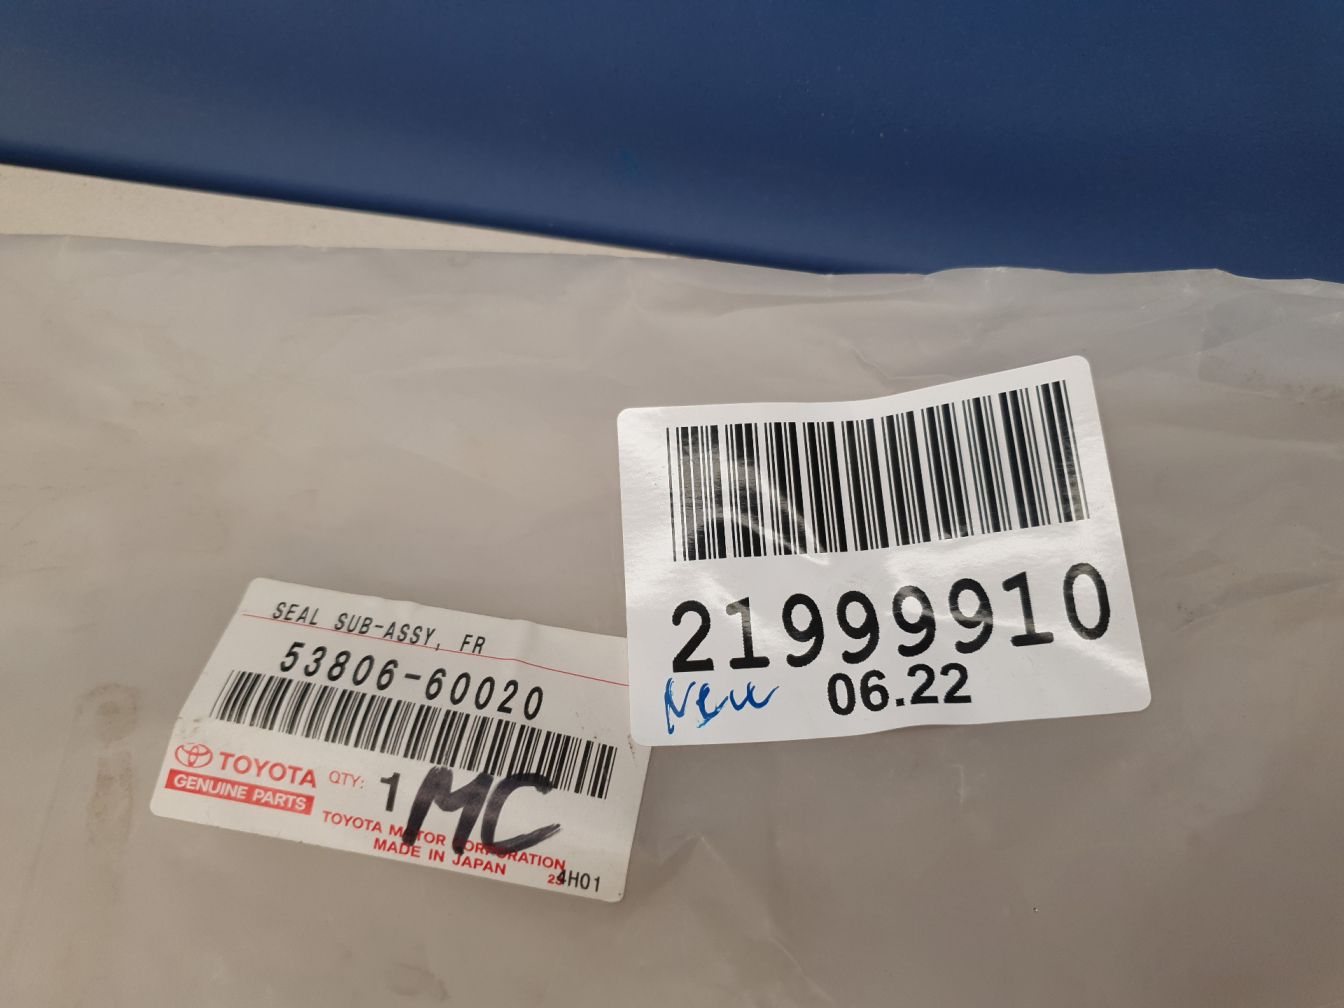 SEAL SUB-ASSY, FR
53806-60020
TOYOTA
GENUINE PARTS
QTY: 1
MC
TOYOTA MOTOR CORPORATION
MADE IN JAPAN
4H01
21999910
New
06.22